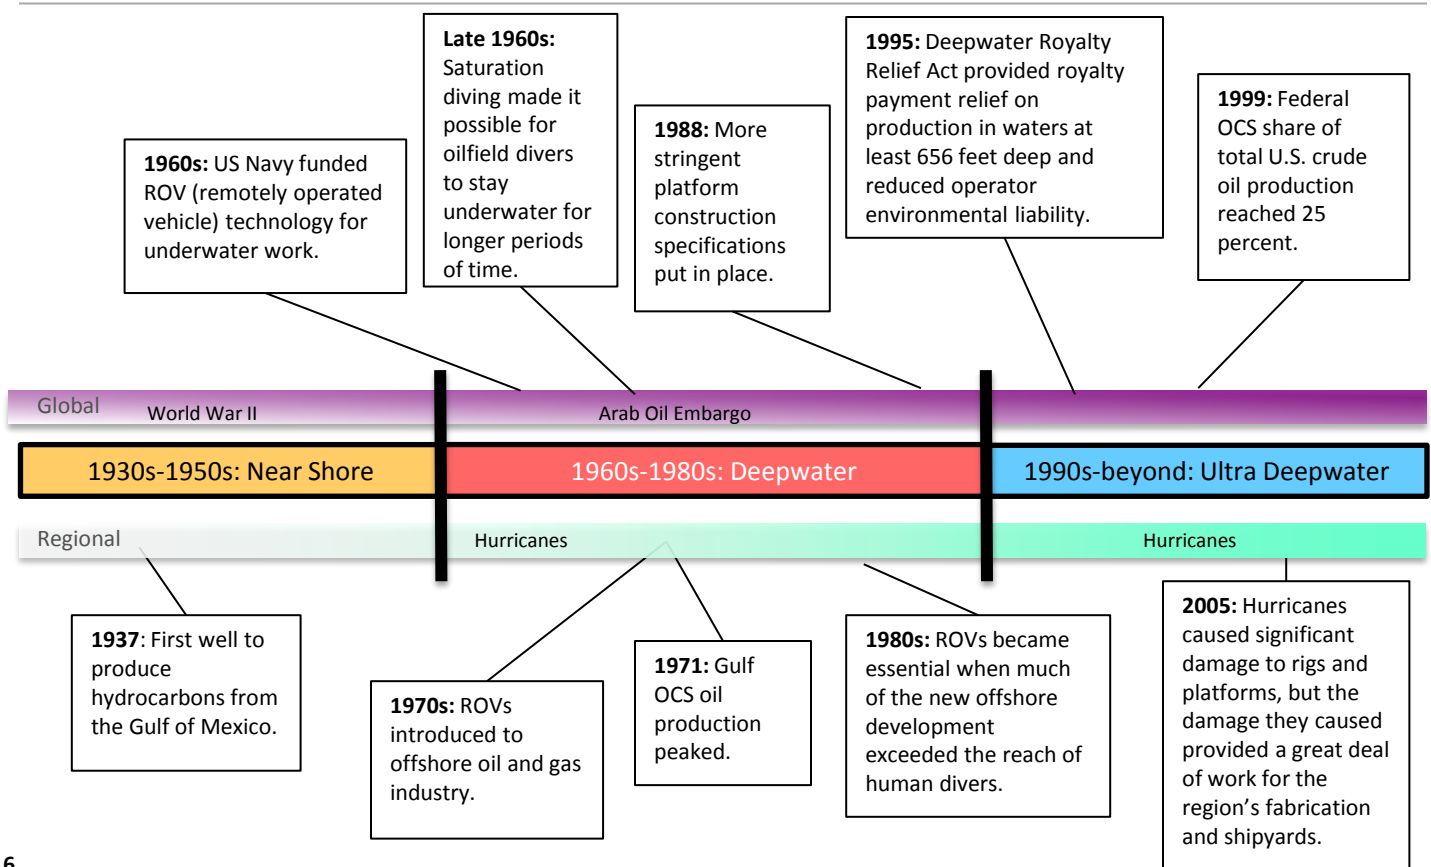 Late 1960s:
Saturation
diving made it
possible for
oilfield divers
to stay
underwater for
longer periods
of time.
1995: Deepwater Royalty
Relief Act provided royalty
payment relief on
production in waters at
least 656 feet deep and
reduced operator
environmental liability.
1999: Federal
OCS share of
total U.S. crude
oil production
reached 25
percent.
1988: More
stringent
platform
construction
specifications
put in place.
1960s: US Navy funded
ROV (remotely operated
vehicle) technology for
underwater work.
Global
World War II
Arab Oil Embargo
1930s-1950s: Near Shore
1960s-1980s: Deepwater
1990s-beyond: Ultra Deepwater
Regional
Hurricanes
Hurricanes
1937: First well to
produce
hydrocarbons from
the Gulf of Mexico.
1970s: ROVs
introduced to
offshore oil and gas
industry.
1971: Gulf
OCS oil
production
peaked.
1980s: ROVs became
essential when much
of the new offshore
development
exceeded the reach of
human divers.
2005: Hurricanes
caused significant
damage to rigs and
platforms, but the
damage they caused
provided a great deal
of work for the
region's fabrication
and shipyards.
6